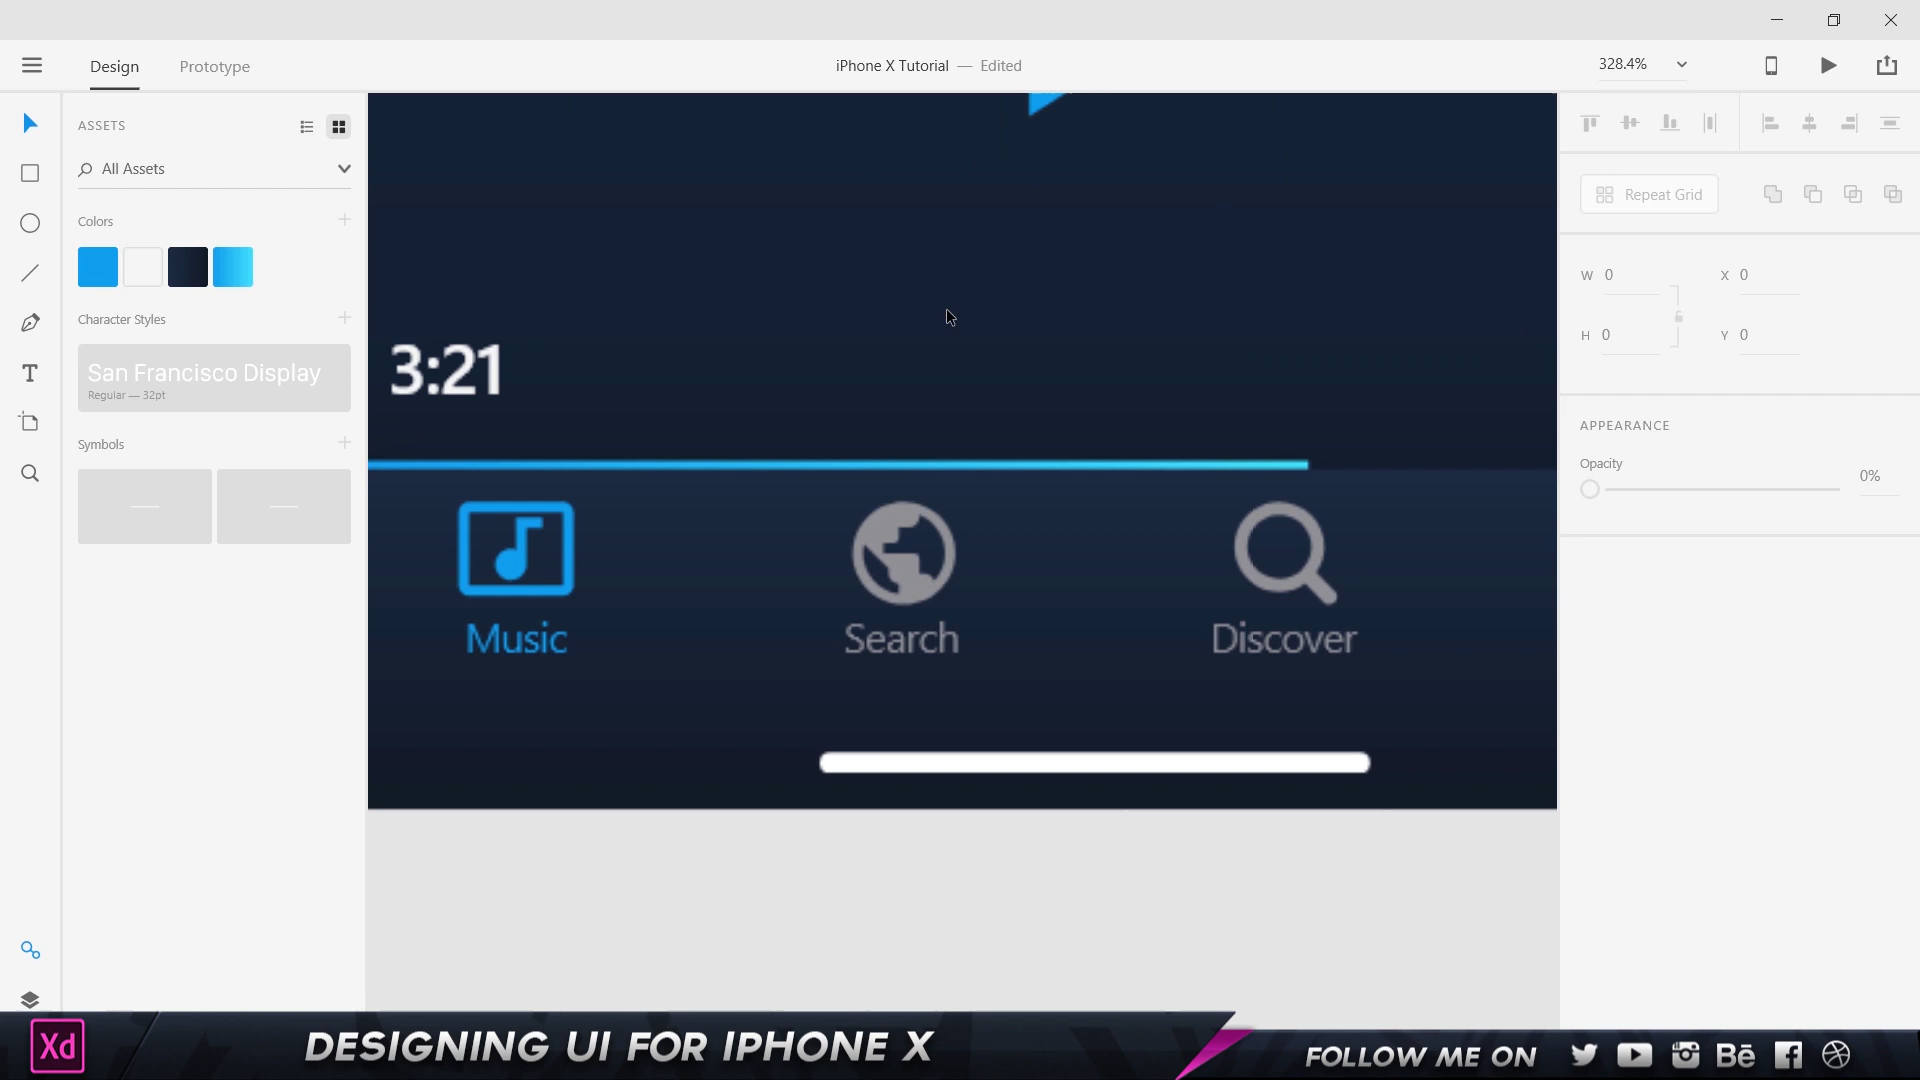 Design
Prototype
iPhone X Tutorial — Edited
328.4%
ASSETS
All Assets
Colors
Character Styles
San Francisco Display
Regular — 32pt
Symbols
3:21
Music
Search
Discover
Repeat Grid
W 0
X 0
H 0
Y 0
APPEARANCE
Opacity
0%
Xd
DESIGNING UI FOR IPHONE X
FOLLOW ME ON
Bē